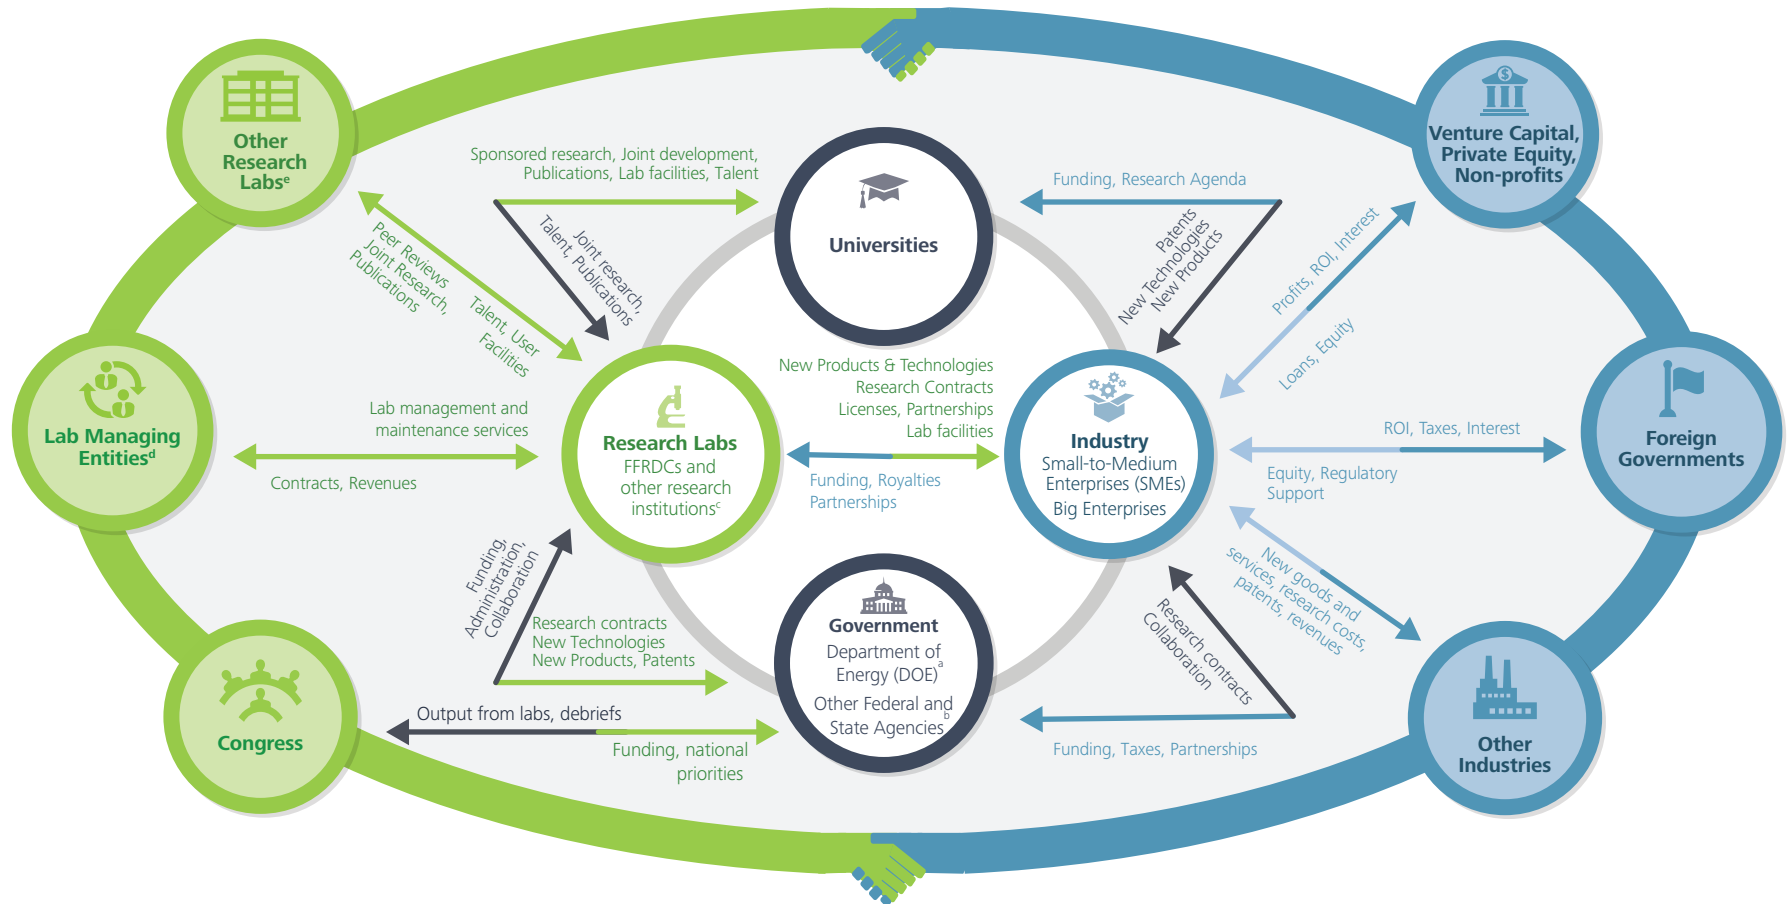 Other
Research
Labsᵉ
Venture Capital,
Private Equity,
Non-profits
Sponsored research, Joint development,
Publications, Lab facilities, Talent
Universities
Funding, Research Agenda
Joint research,
Talent, Publications
Patents
New Technologies
New Products
Peer Reviews
Joint Research,
Publications
Talent, User
Facilities
Profits, ROI, Interest
Loans, Equity
Lab Managing
Entitiesᵈ
Lab management and
maintenance services
Contracts, Revenues
Research Labs
FFRDCs and
other research
institutionsᶜ
New Products & Technologies
Research Contracts
Licenses, Partnerships
Lab facilities
Funding, Royalties
Partnerships
Industry
Small-to-Medium
Enterprises (SMEs)
Big Enterprises
ROI, Taxes, Interest
Equity, Regulatory
Support
Foreign
Governments
Funding,
Administration,
Collaboration
Research contracts
New Technologies
New Products, Patents
Government
Department of
Energy (DOE)ᵃ
Other Federal and
State Agenciesᵇ
Research contracts
Collaboration
New goods and
services, research costs,
patents, revenues
Congress
Output from labs, debriefs
Funding, national
priorities
Funding, Taxes, Partnerships
Other
Industries